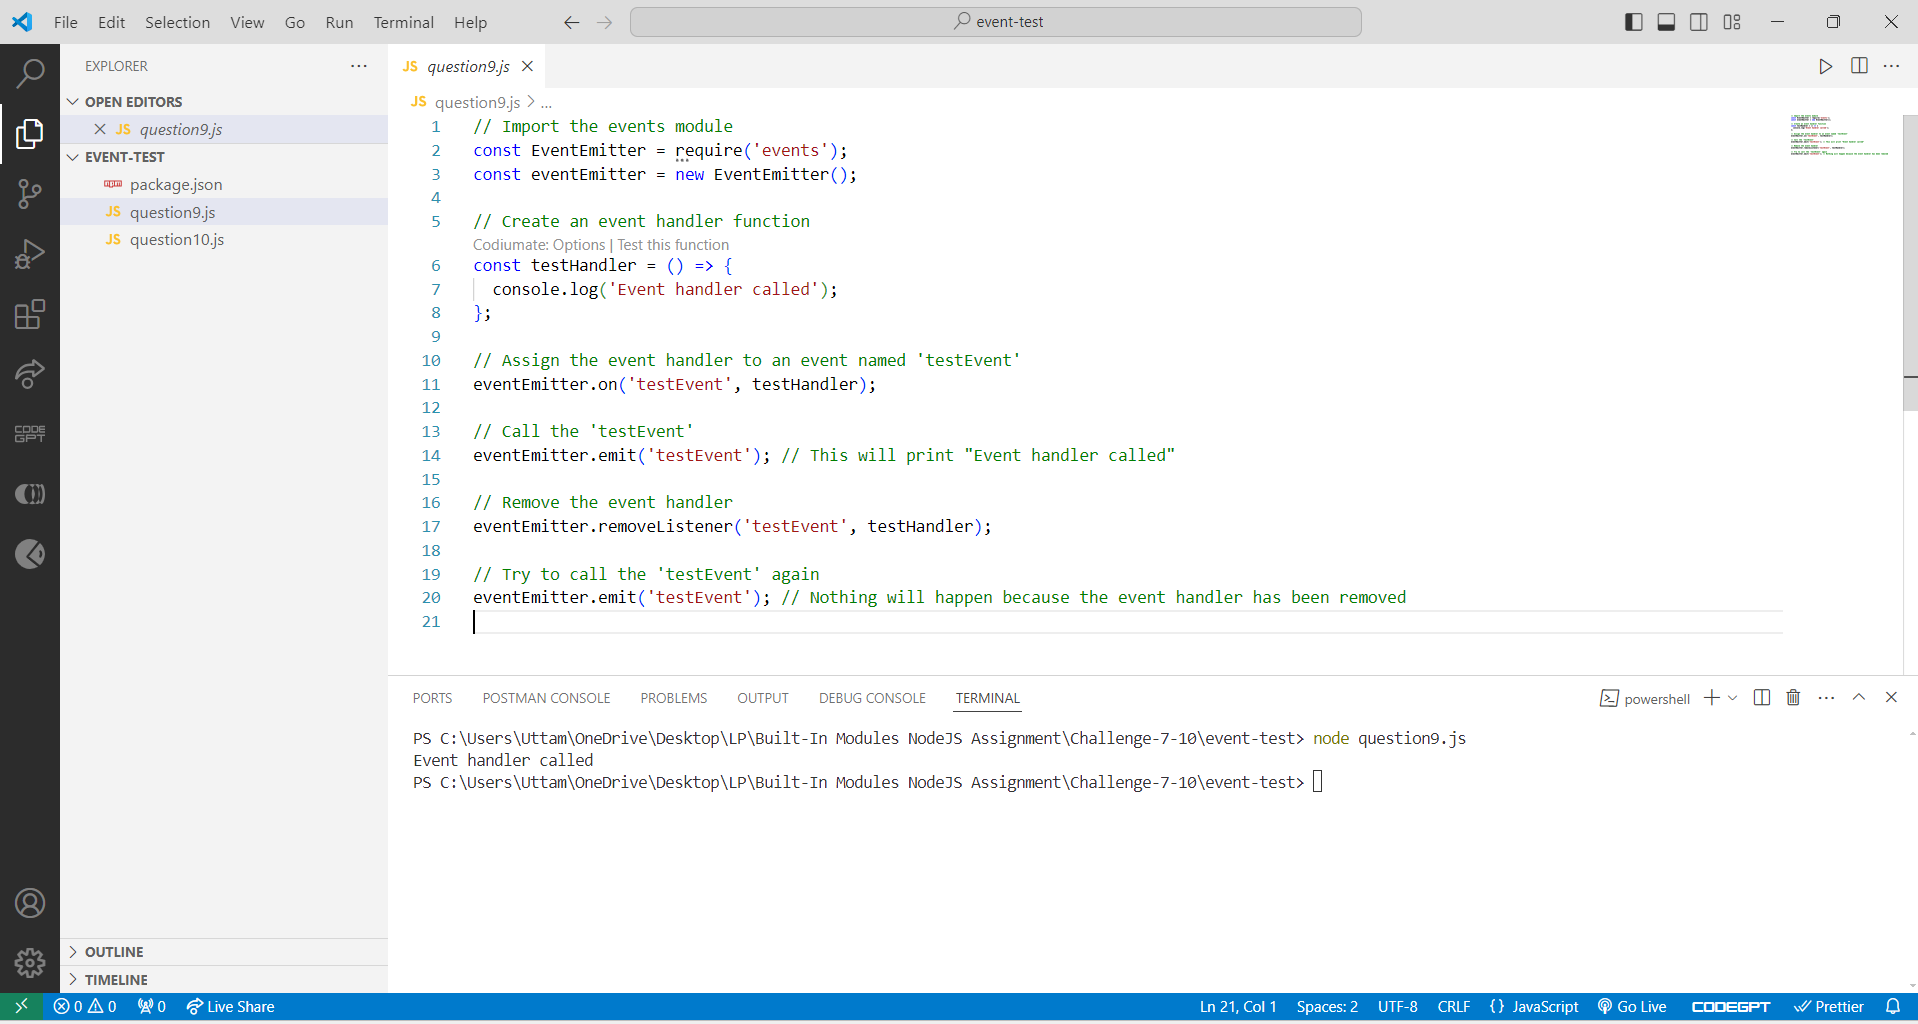 File Edit Selection View Go Run Terminal Help
event-test
EXPLORER
OPEN EDITORS
JS question9.js
EVENT-TEST
package.json
JS question9.js
JS question10.js
OUTLINE
TIMELINE
CODE GPT
JS question9.js
JS question9.js > ...
1 // Import the events module
2 const EventEmitter = require('events');
3 const eventEmitter = new EventEmitter();
4
5 // Create an event handler function
Codiumate: Options | Test this function
6 const testHandler = () => {
7 console.log('Event handler called');
8 };
9
10 // Assign the event handler to an event named 'testEvent'
11 eventEmitter.on('testEvent', testHandler);
12
13 // Call the 'testEvent'
14 eventEmitter.emit('testEvent'); // This will print "Event handler called"
15
16 // Remove the event handler
17 eventEmitter.removeListener('testEvent', testHandler);
18
19 // Try to call the 'testEvent' again
20 eventEmitter.emit('testEvent'); // Nothing will happen because the event handler has been removed
21
PORTS POSTMAN CONSOLE PROBLEMS OUTPUT DEBUG CONSOLE TERMINAL
powershell
PS C:\Users\Uttam\OneDrive\Desktop\LP\Built-In Modules NodeJS Assignment\Challenge-7-10\event-test> node question9.js
Event handler called
PS C:\Users\Uttam\OneDrive\Desktop\LP\Built-In Modules NodeJS Assignment\Challenge-7-10\event-test>
0 0 0 Live Share
Ln 21, Col 1 Spaces: 2 UTF-8 CRLF {} JavaScript Go Live CODEGPT Prettier